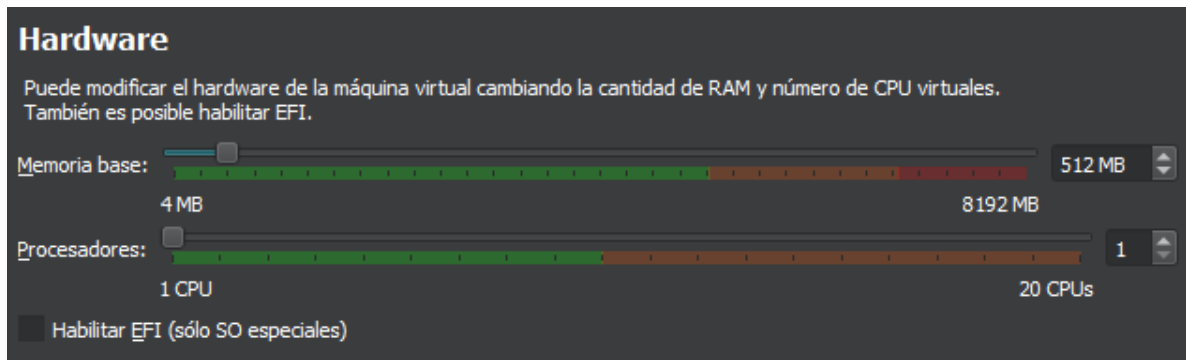 Hardware
Puede modificar el hardware de la máquina virtual cambiando la cantidad de RAM y número de CPU virtuales.
También es posible habilitar EFI.
Memoria base:
512 MB
4 MB
8192 MB
Procesadores:
1
1 CPU
20 CPUs
Habilitar EFI (sólo SO especiales)